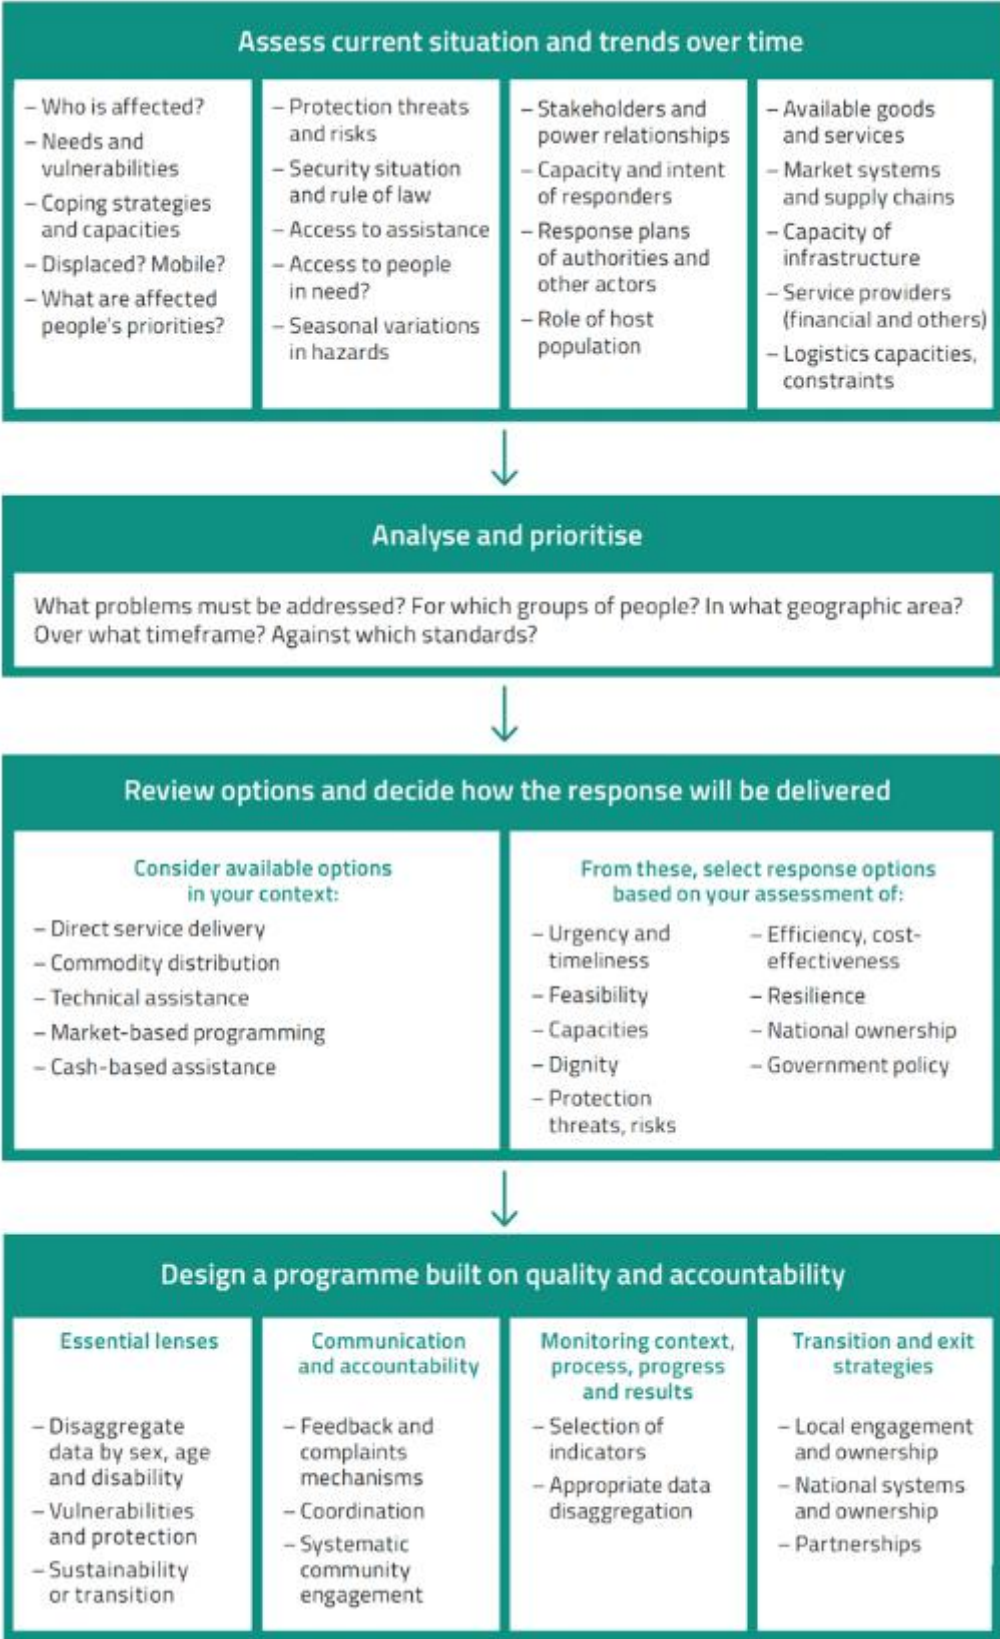 Assess current situation and trends over time
– Who is affected?
– Needs and
vulnerabilities
– Coping strategies
and capacities
– Displaced? Mobile?
– What are affected
people's priorities?
– Protection threats
and risks
– Security situation
and rule of law
– Access to assistance
– Access to people
in need?
– Seasonal variations
in hazards
– Stakeholders and
power relationships
– Capacity and intent
of responders
– Response plans
of authorities and
other actors
– Role of host
population
– Available goods
and services
– Market systems
and supply chains
– Capacity of
infrastructure
– Service providers
(financial and others)
– Logistics capacities,
constraints
Analyse and prioritise
What problems must be addressed? For which groups of people? In what geographic area?
Over what timeframe? Against which standards?
Review options and decide how the response will be delivered
Consider available options
in your context:
– Direct service delivery
– Commodity distribution
– Technical assistance
– Market-based programming
– Cash-based assistance
From these, select response options
based on your assessment of:
– Urgency and
timeliness
– Feasibility
– Capacities
– Dignity
– Protection
threats, risks
– Efficiency, cost-
effectiveness
– Resilience
– National ownership
– Government policy
Design a programme built on quality and accountability
Essential lenses
– Disaggregate
data by sex, age
and disability
– Vulnerabilities
and protection
– Sustainability
or transition
Communication
and accountability
– Feedback and
complaints
mechanisms
– Coordination
– Systematic
community
engagement
Monitoring context,
process, progress
and results
– Selection of
indicators
– Appropriate data
disaggregation
Transition and exit
strategies
– Local engagement
and ownership
– National systems
and ownership
– Partnerships